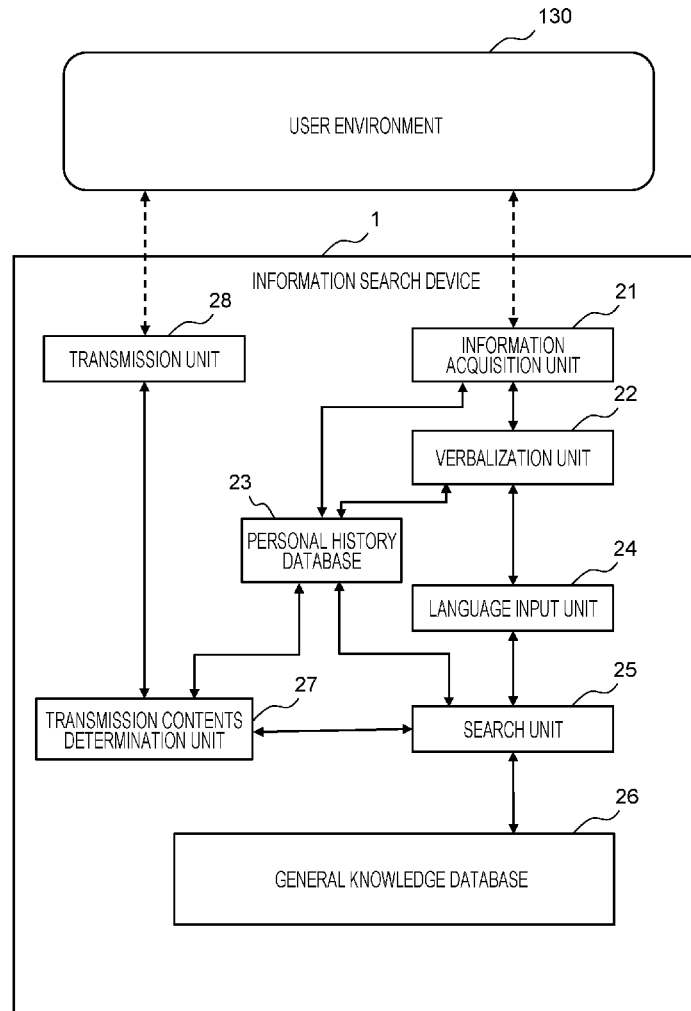 130
USER ENVIRONMENT
1
INFORMATION SEARCH DEVICE
28
TRANSMISSION UNIT
21
INFORMATION
ACQUISITION UNIT
22
VERBALIZATION UNIT
23
PERSONAL HISTORY
DATABASE
24
LANGUAGE INPUT UNIT
27
TRANSMISSION CONTENTS
DETERMINATION UNIT
25
SEARCH UNIT
26
GENERAL KNOWLEDGE DATABASE